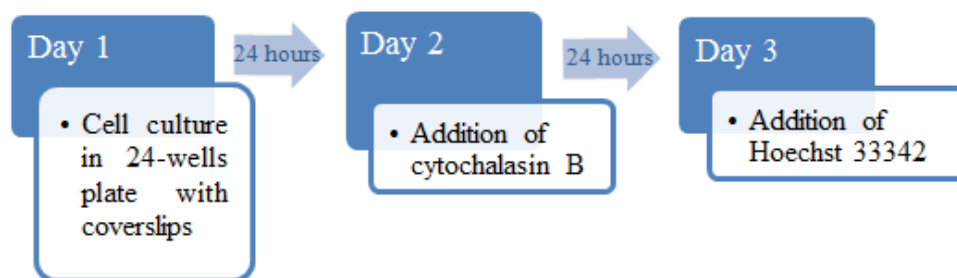 Day 1
• Cell culture
in 24-wells
plate with
coverslips
24 hours
Day 2
• Addition of
cytochalasin B
24 hours
Day 3
• Addition of
Hoechst 33342